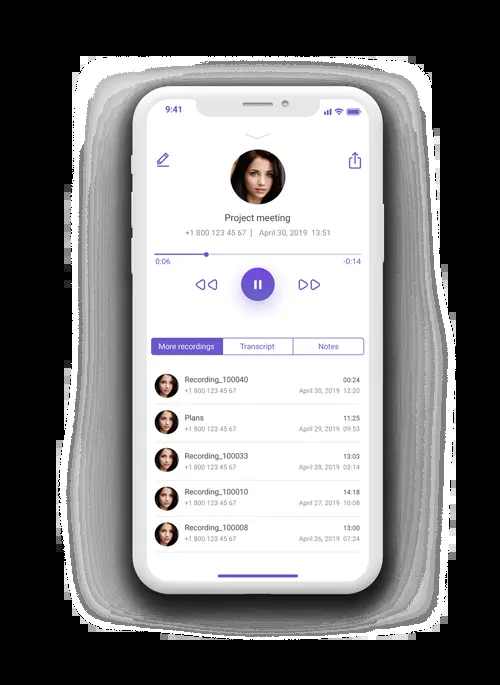 9:41
Project meeting
+1 800 123 45 67 | April 30, 2019 13:51
0:06 -0:14
More recordings Transcript Notes
Recording_100040 00:24
+1 800 123 45 67 April 30, 2019 12:20
Plans 11:25
+1 800 123 45 67 April 29, 2019 09:53
Recording_100033 13:03
+1 800 123 45 67 April 28, 2019 03:14
Recording_100010 14:18
+1 800 123 45 67 April 27, 2019 10:08
Recording_100008 13:00
+1 800 123 45 67 April 26, 2019 07:24